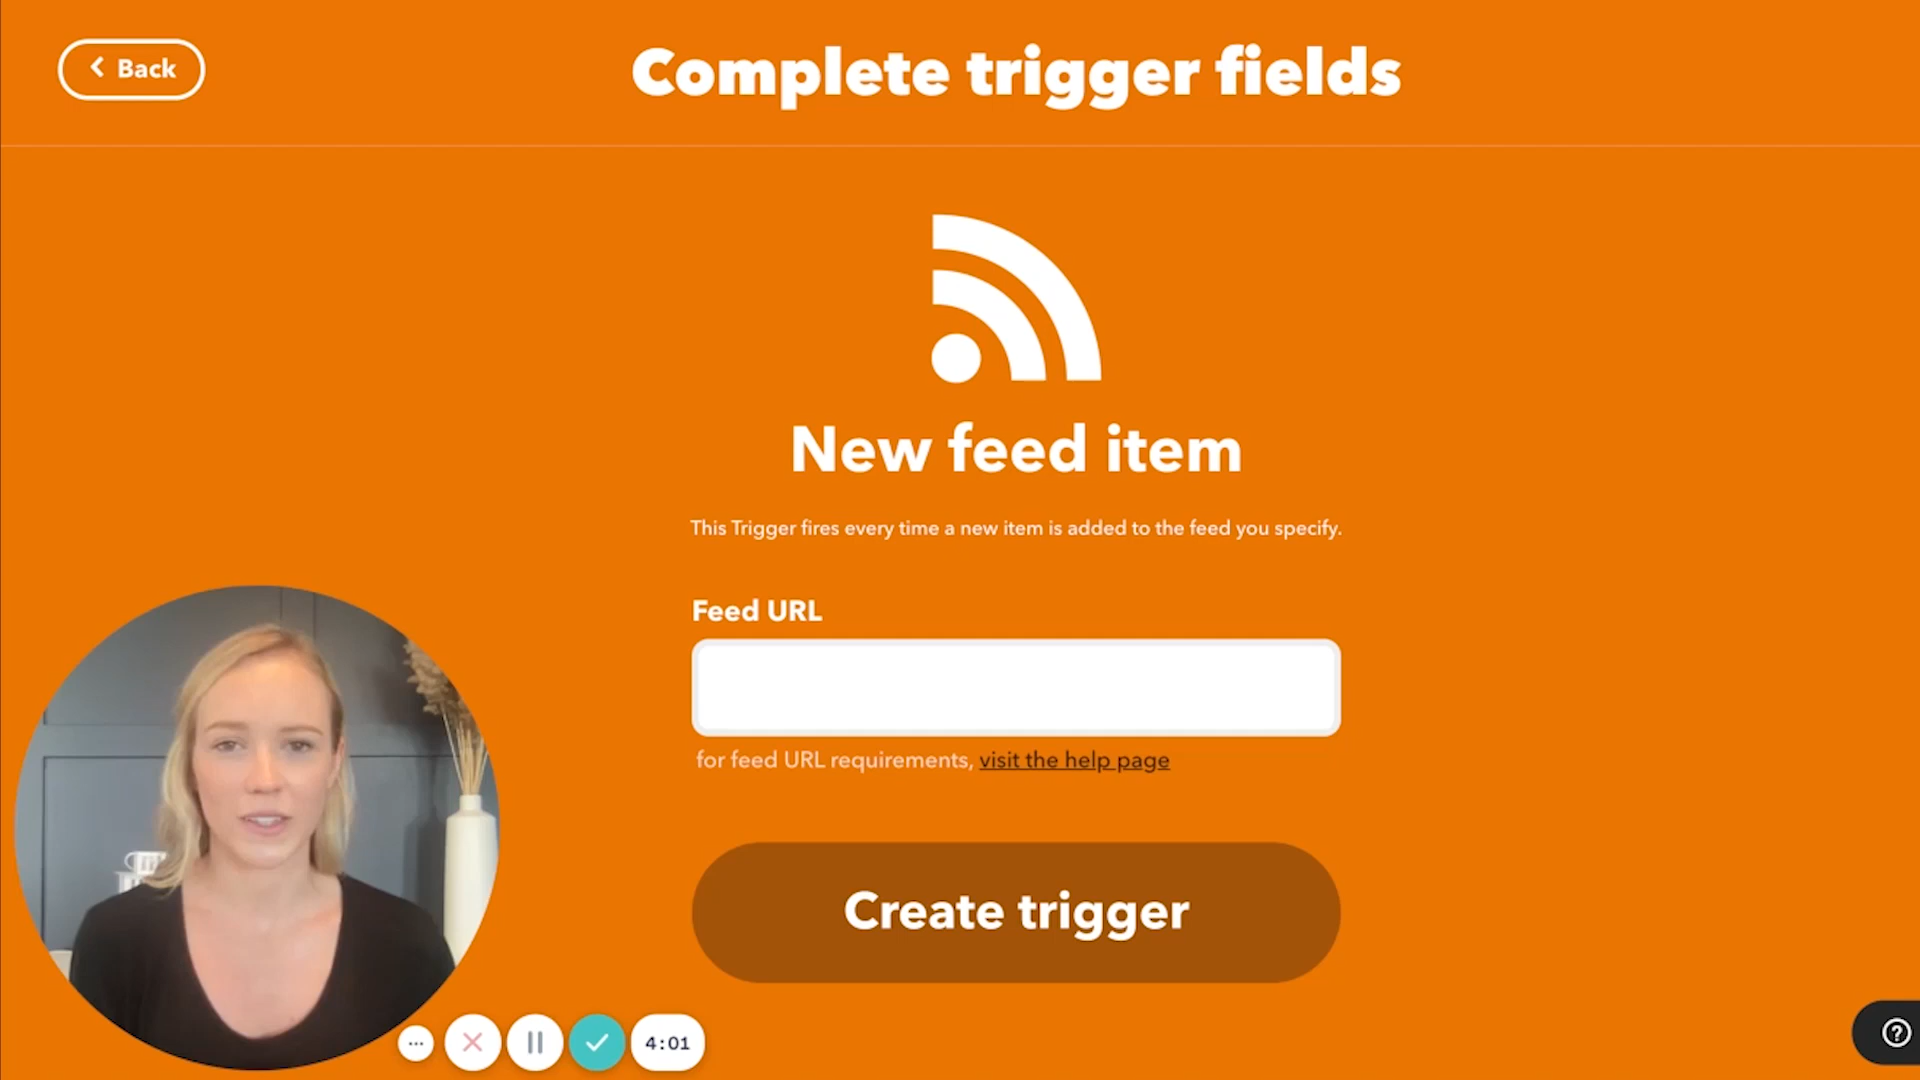 Back
Complete trigger fields
New feed item
This Trigger fires every time a new item is added to the feed you specify.
Feed URL
for feed URL requirements, visit the help page
Create trigger
4:01